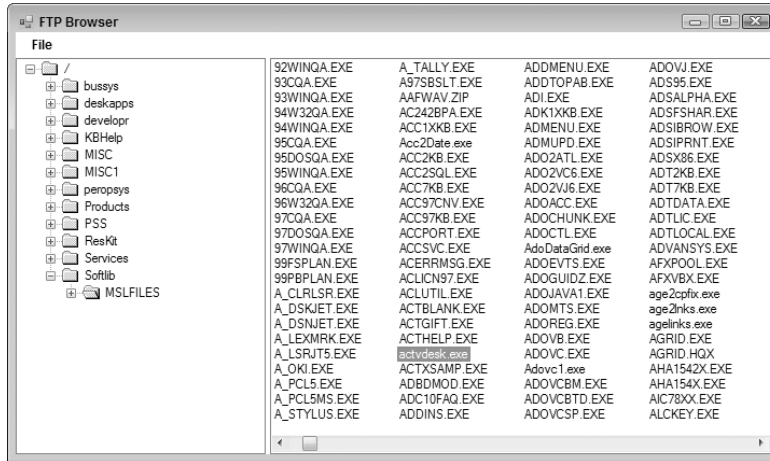 FTP Browser
File
/
bussys
deskapps
developr
KBHelp
MISC
MISC1
peropsys
Products
PSS
ResKit
Services
Softlib
MSLFILES
92WINQA.EXE A_TALLY.EXE ADDMENU.EXE ADOVJ.EXE
93CQA.EXE A97SBSLT.EXE ADDTOPAB.EXE ADS95.EXE
93WINQA.EXE AAFWAV.ZIP ADI.EXE ADSALPHA.EXE
94W32QA.EXE AC242BPA.EXE ADK1XKB.EXE ADSFSHAR.EXE
94WINQA.EXE ACC1XKB.EXE ADMENU.EXE ADSIBROW.EXE
95CQA.EXE Acc2Date.exe ADMUPD.EXE ADSIPRNT.EXE
95DOSQA.EXE ACC2KB.EXE ADO2ATL.EXE ADSX86.EXE
95WINQA.EXE ACC2SQL.EXE ADO2VC6.EXE ADT2KB.EXE
96CQA.EXE ACC7KB.EXE ADO2VJ6.EXE ADT7KB.EXE
96W32QA.EXE ACC97CNV.EXE ADOACC.EXE ADTDATA.EXE
97CQA.EXE ACC97KB.EXE ADOCHUNK.EXE ADTLIC.EXE
97DOSQA.EXE ACCPORT.EXE ADOCTL.EXE ADTLOCAL.EXE
97WINQA.EXE ACCSVC.EXE AdoDataGrid.exe ADVANSYS.EXE
99FSPLAN.EXE ACERRMSG.EXE ADOEVTS.EXE AFXPOOL.EXE
99PBPLAN.EXE ACLICN97.EXE ADOGUIDZ.EXE AFXVBX.EXE
A_CLRLSR.EXE ACLUTIL.EXE ADOJAVA1.EXE age2cpfix.exe
A_DSKJET.EXE ACTBLANK.EXE ADOMTS.EXE age2lnks.exe
A_DSNJET.EXE ACTGIFT.EXE ADOREG.EXE agelinks.exe
A_LEXMRK.EXE ACTHELP.EXE ADOVB.EXE AGRID.EXE
A_LSRJT5.EXE actvdesk.exe ADOVC.EXE AGRID.HQX
A_OKI.EXE ACTXSAMP.EXE Adovc1.exe AHA1542X.EXE
A_PCL5.EXE ADBDMOD.EXE ADOVCBM.EXE AHA154X.EXE
A_PCL5MS.EXE ADC10FAQ.EXE ADOVCBTD.EXE AIC78XX.EXE
A_STYLUS.EXE ADDINS.EXE ADOVCSP.EXE ALCKEY.EXE